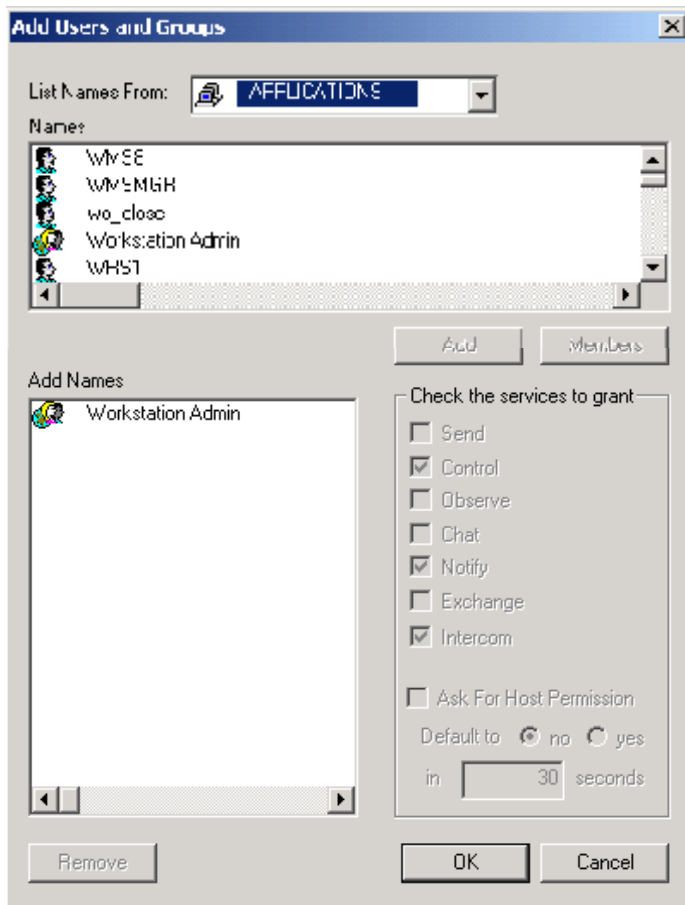 Add Users and Groups
List Names From:
APPLICATIONS
Names
WMSMGR
wo_close
Workstation Admin
Add
Members
Add Names
Workstation Admin
Check the services to grant
Send
Control
Observe
Chat
Notify
Exchange
Intercom
Ask For Host Permission
Default to no yes
in 30 seconds
Remove
OK
Cancel